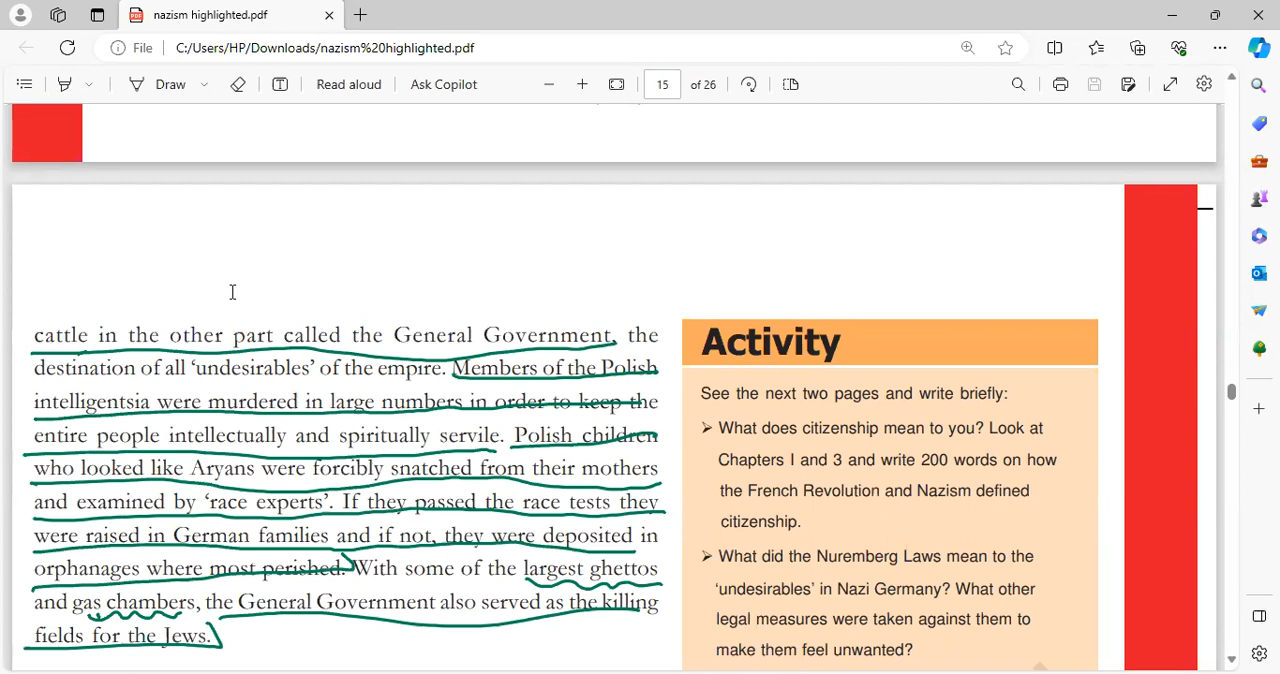 nazism highlighted.pdf
File C:/Users/HP/Downloads/nazism%20highlighted.pdf
Draw Read aloud Ask Copilot 15 of 26
cattle in the other part called the General Government, the
destination of all ‘undesirables’ of the empire. Members of the Polish
intelligentsia were murdered in large numbers in order to keep the
entire people intellectually and spiritually servile. Polish children
who looked like Aryans were forcibly snatched from their mothers
and examined by ‘race experts’. If they passed the race tests they
were raised in German families and if not, they were deposited in
orphanages where most perished. With some of the largest ghettos
and gas chambers, the General Government also served as the killing
fields for the Jews.
Activity
See the next two pages and write briefly:
➢ What does citizenship mean to you? Look at
Chapters I and 3 and write 200 words on how
the French Revolution and Nazism defined
citizenship.
➢ What did the Nuremberg Laws mean to the
‘undesirables’ in Nazi Germany? What other
legal measures were taken against them to
make them feel unwanted?